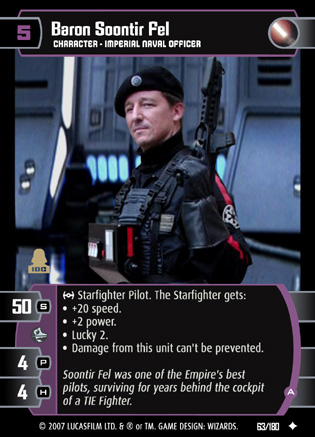 5
Baron Soontir Fel
CHARACTER • IMPERIAL NAVAL OFFICER
IDC
50 S
Starfighter Pilot. The Starfighter gets:
• +20 speed.
• +2 power.
• Lucky 2.
• Damage from this unit can't be prevented.
4 P
4 H
Soontir Fel was one of the Empire's best
pilots, surviving for years behind the cockpit
of a TIE Fighter.
A
© 2007 LUCASFILM LTD. & ® or TM. GAME DESIGN: WIZARDS.
63/180